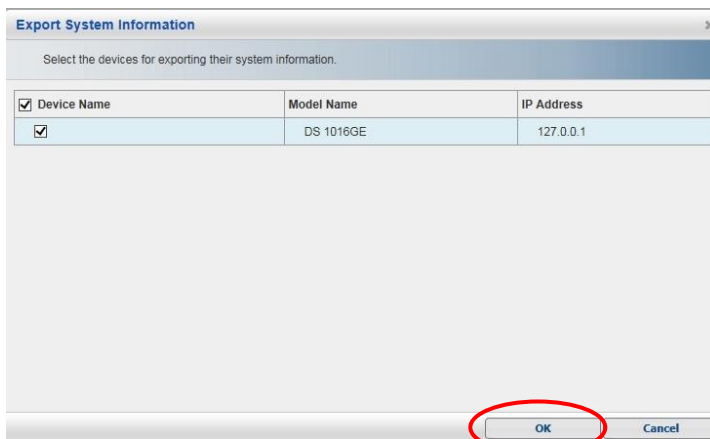 Export System Information
Select the devices for exporting their system information.
Device Name Model Name IP Address
DS 1016GE 127.0.0.1
OK Cancel